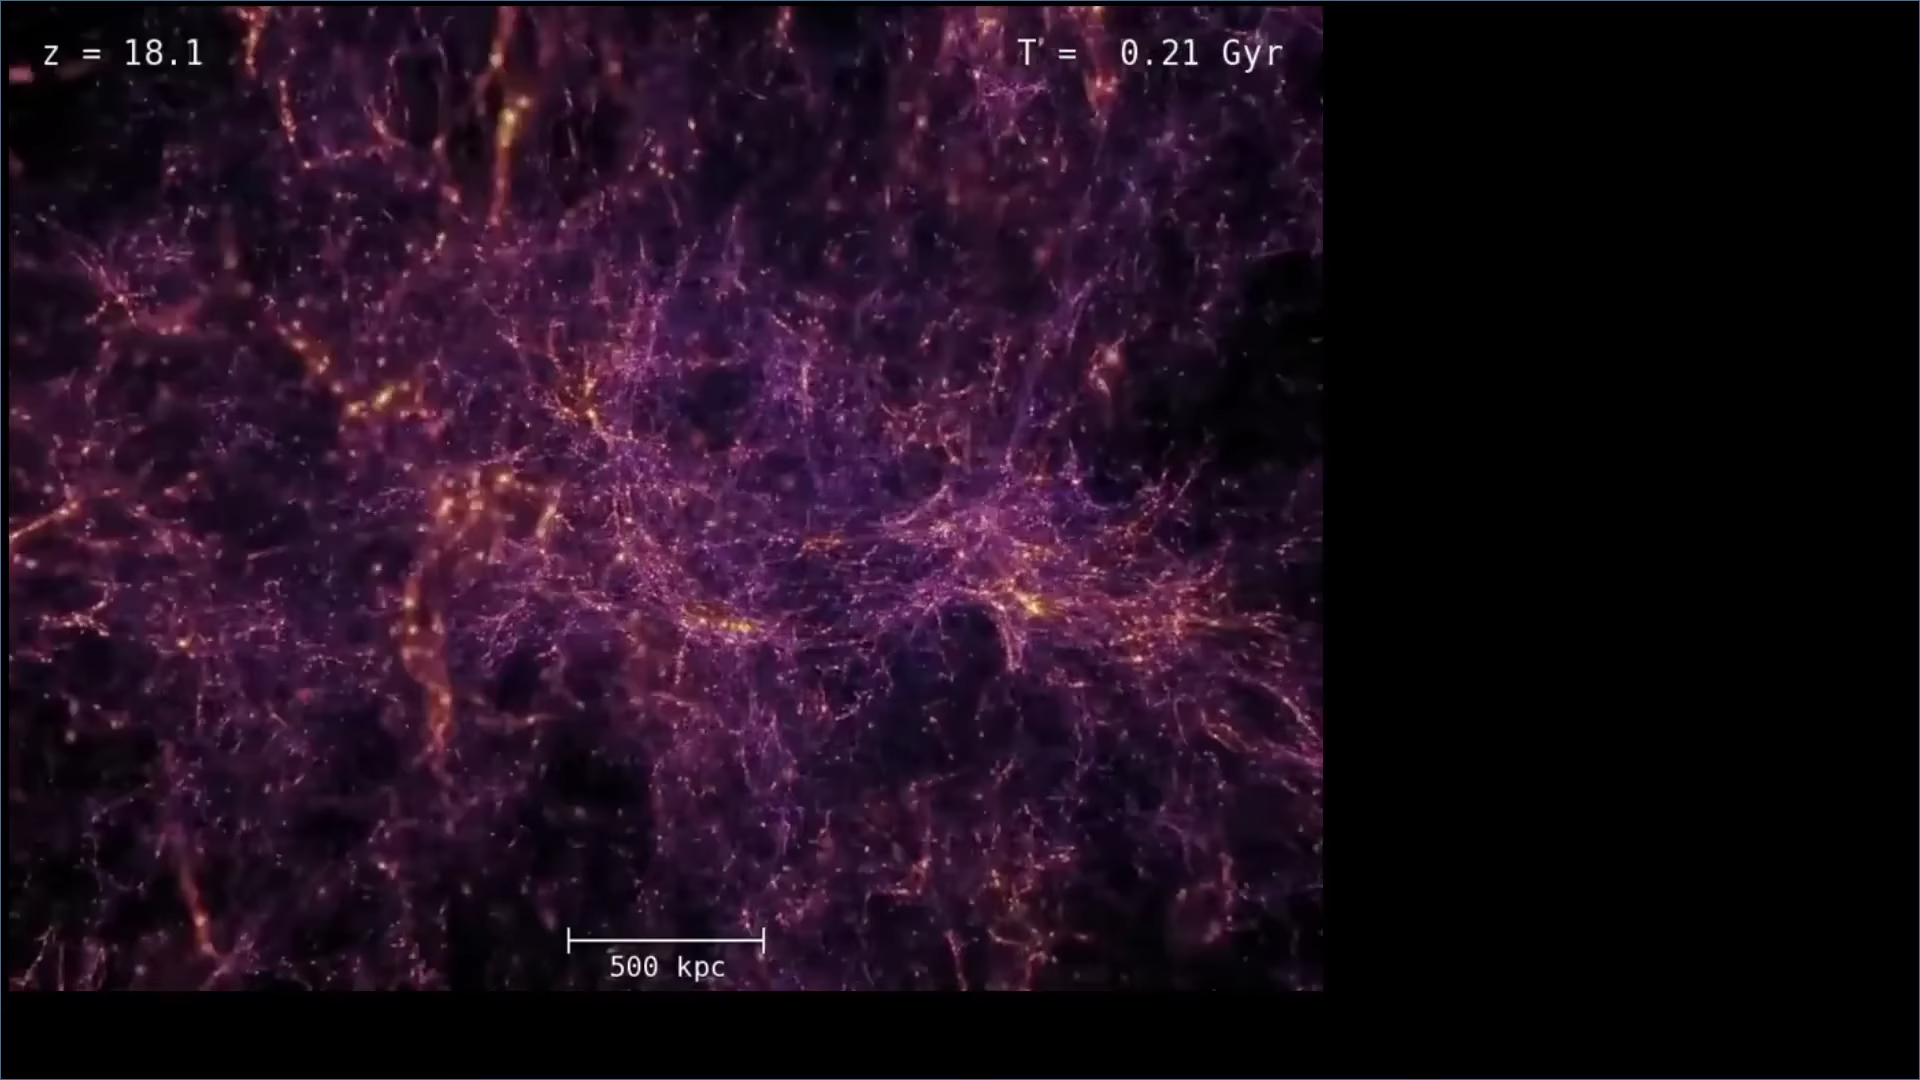 z = 18.1
T = 0.21 Gyr
500 kpc